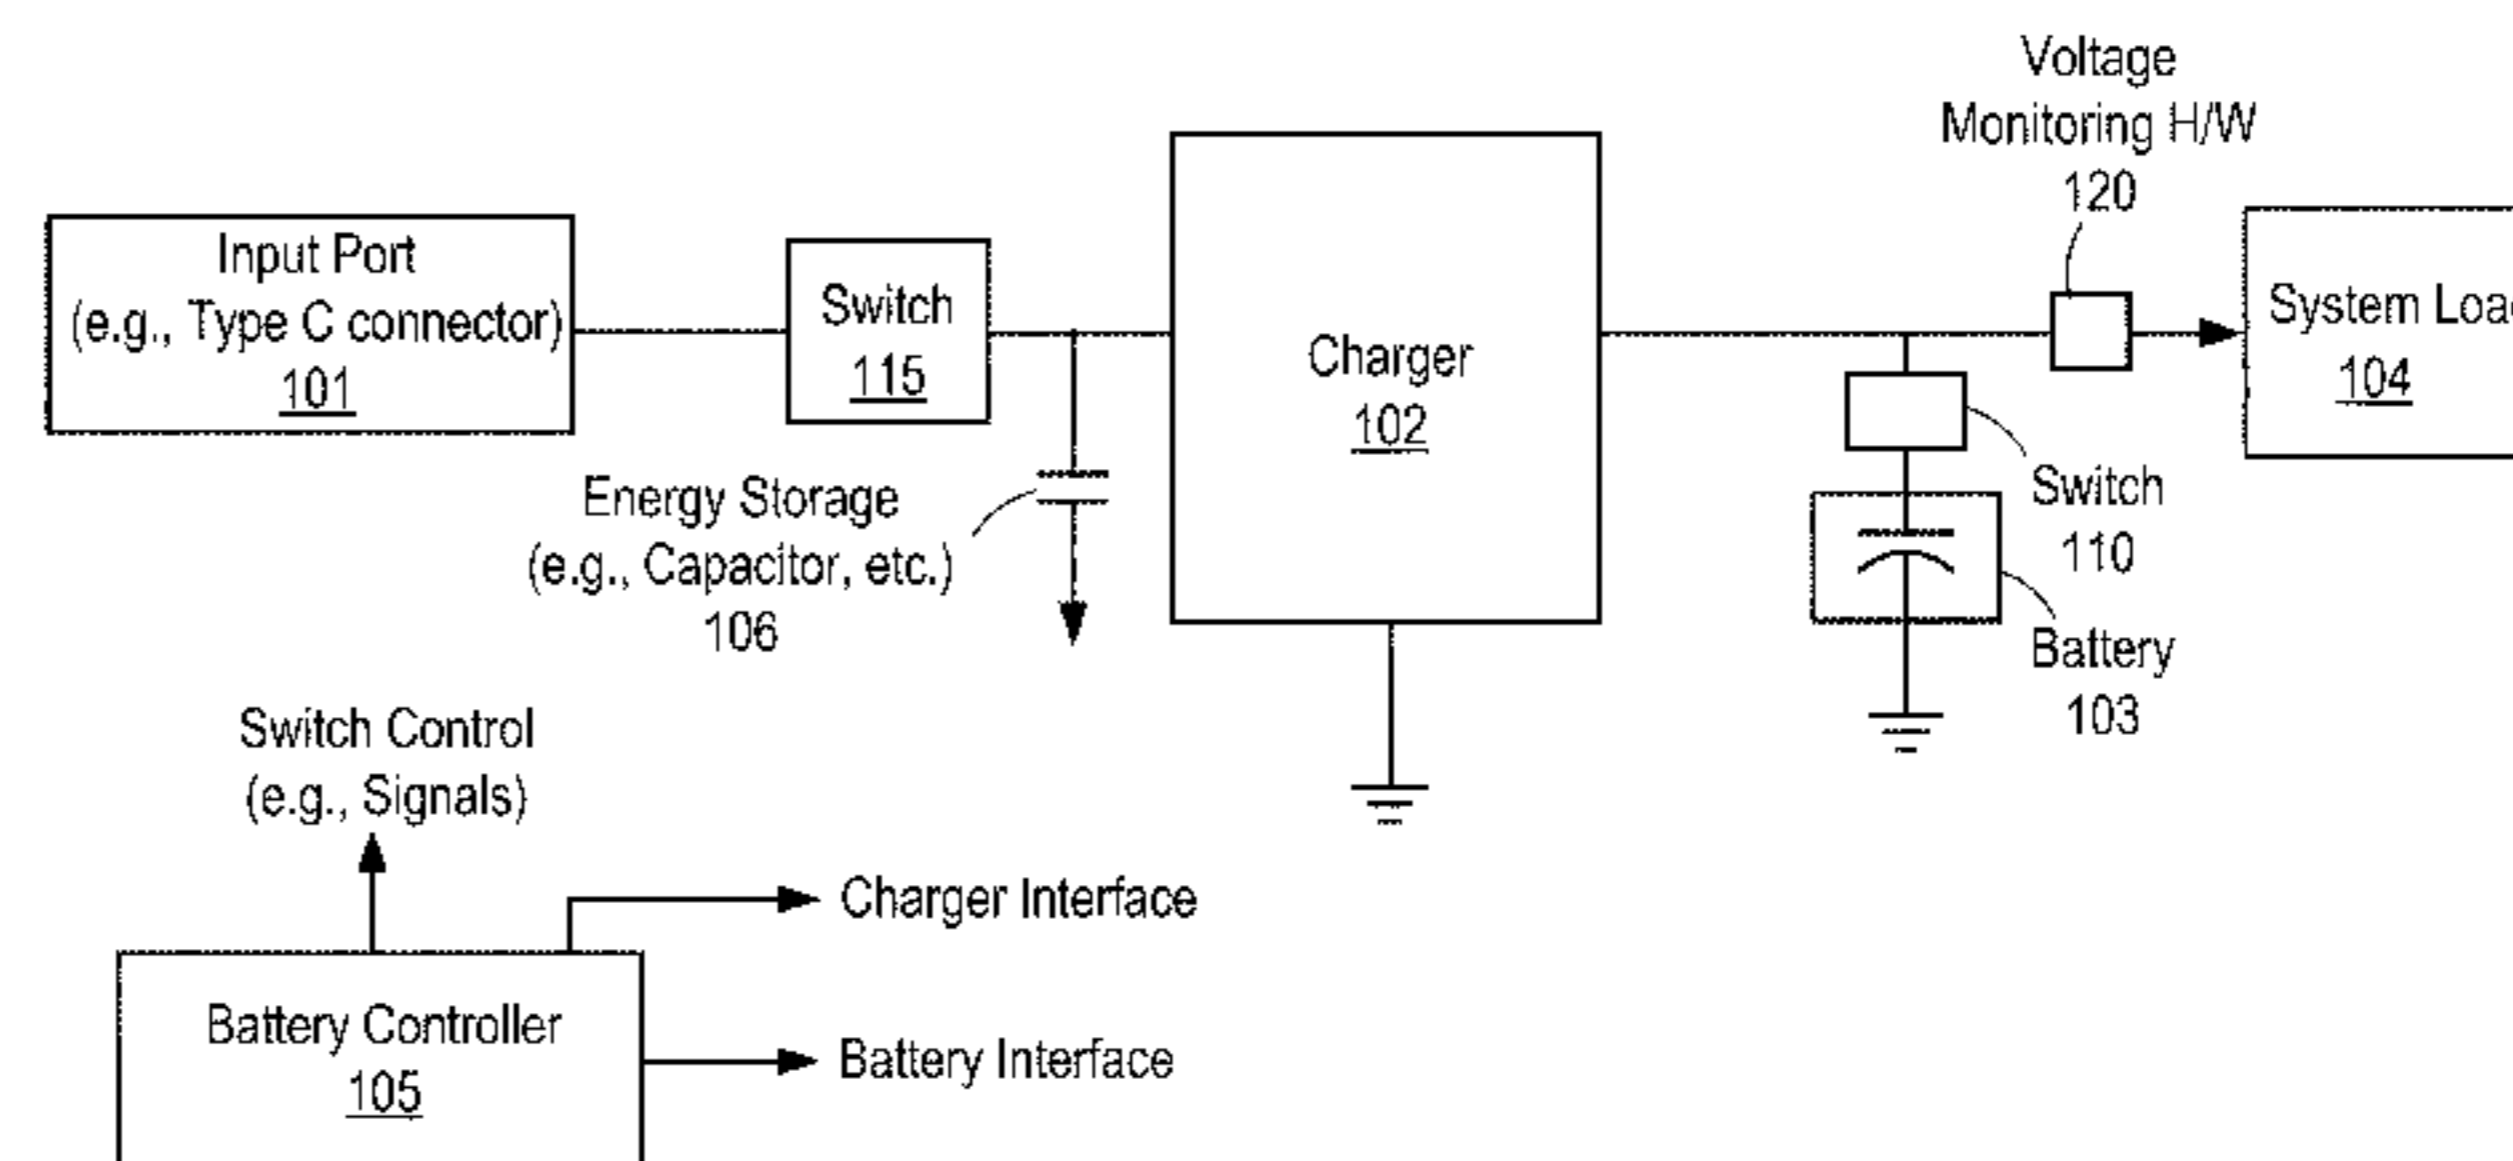 Voltage
Monitoring H/W
120
Input Port
(e.g., Type C connector)
101
Switch
115
Charger
102
System Loa
104
Energy Storage
(e.g., Capacitor, etc.)
106
Switch
110
Battery
103
Switch Control
(e.g., Signals)
Charger Interface
Battery Controller
105
Battery Interface